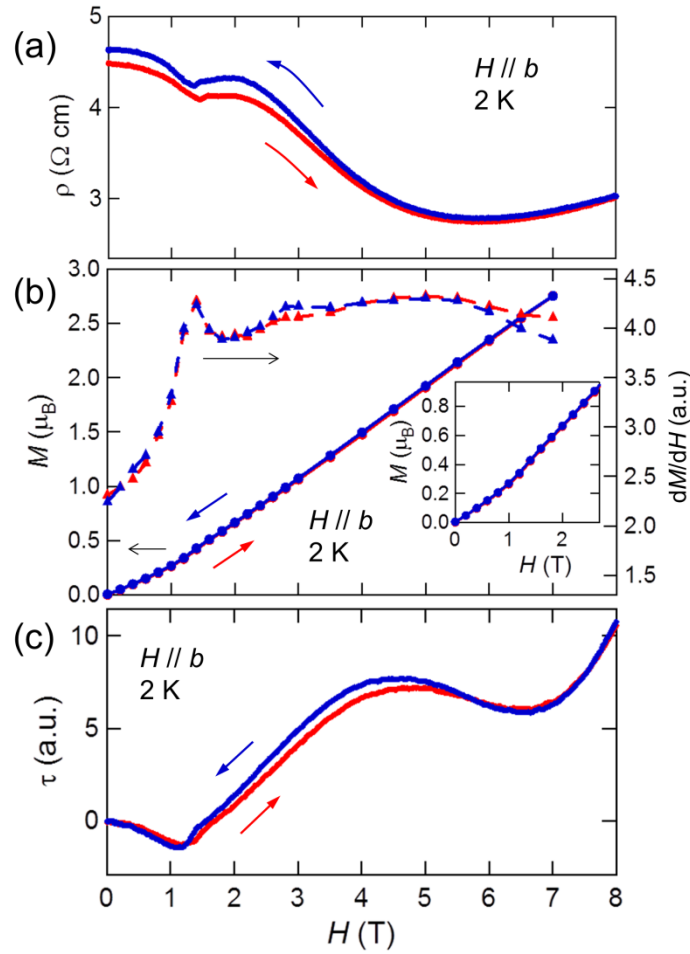 (a)
5
4
3
ρ (Ω cm)
H // b
2 K
(b)
3.0
2.5
2.0
1.5
1.0
0.5
0.0
M (μB)
4.5
4.0
3.5
3.0
2.5
2.0
1.5
dM/dH (a.u.)
H // b
2 K
0.8
0.6
0.4
0.2
0.0
M (μB)
0 1 2
H (T)
(c)
10
5
0
τ (a.u.)
H // b
2 K
0 1 2 3 4 5 6 7 8
H (T)